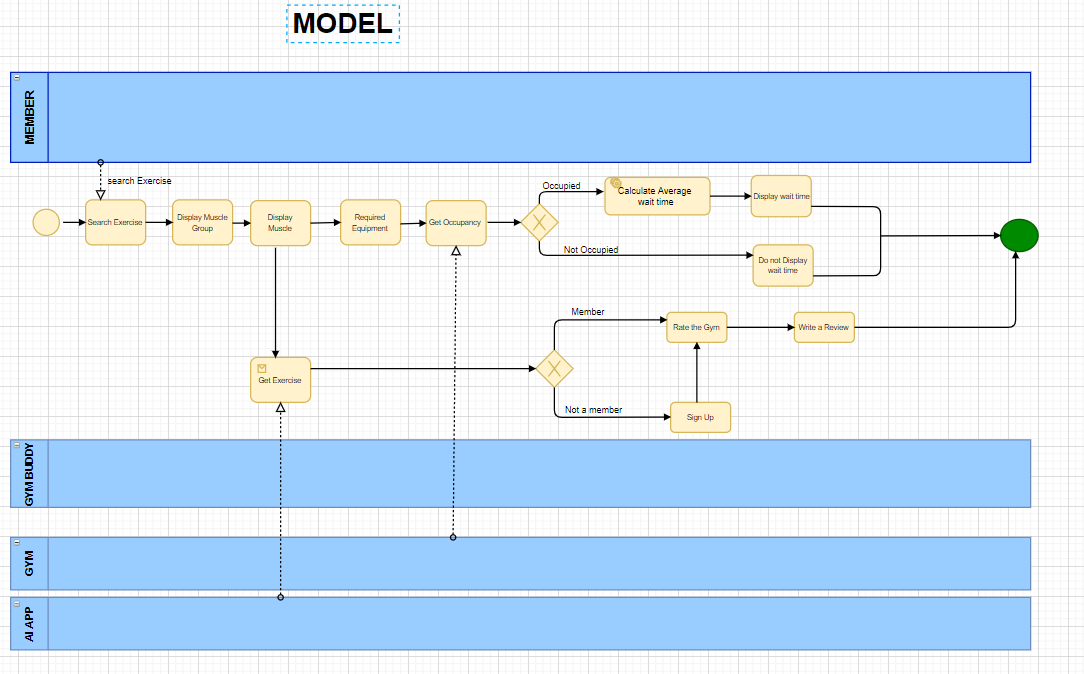 MODEL
MEMBER
search Exercise
Search Exercise
Display Muscle
Group
Display
Muscle
Required
Equipment
Get Occupancy
Occupied
Not Occupied
Calculate Average
wait time
Display wait time
Do not Display
wait time
Get Exercise
Member
Not a member
Rate the Gym
Write a Review
Sign Up
GYM BUDDY
GYM
AI APP